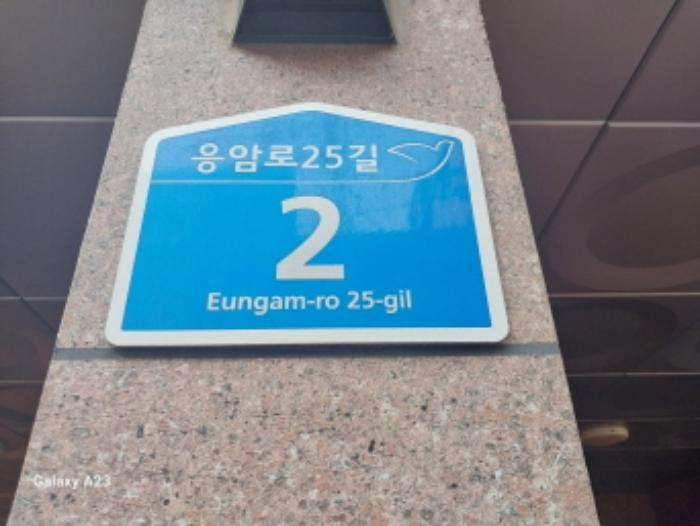 응암로25길
2
Eungam-ro 25-gil
Galaxy A23